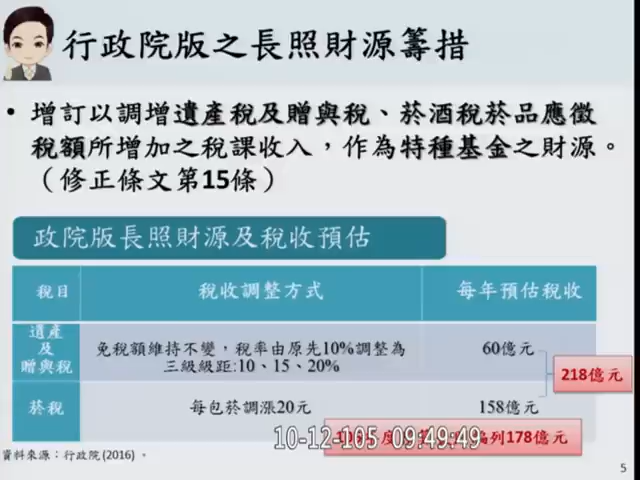 行政院版之長照財源籌措
• 增訂以調增遺產稅及贈與稅、菸酒稅菸品應徵
稅額所增加之稅課收入，作為特種基金之財源。
（修正條文第15條）
政院版長照財源及稅收預估
稅目 稅收調整方式 每年預估稅收
遺產
及
贈與稅
免稅額維持不變，稅率由原先10%調整為
三級級距:10、15、20%
60億元
218億元
菸稅 每包菸調漲20元 158億元
編列178億元
10-12-105 09:49:49
資料來源：行政院(2016)。
5